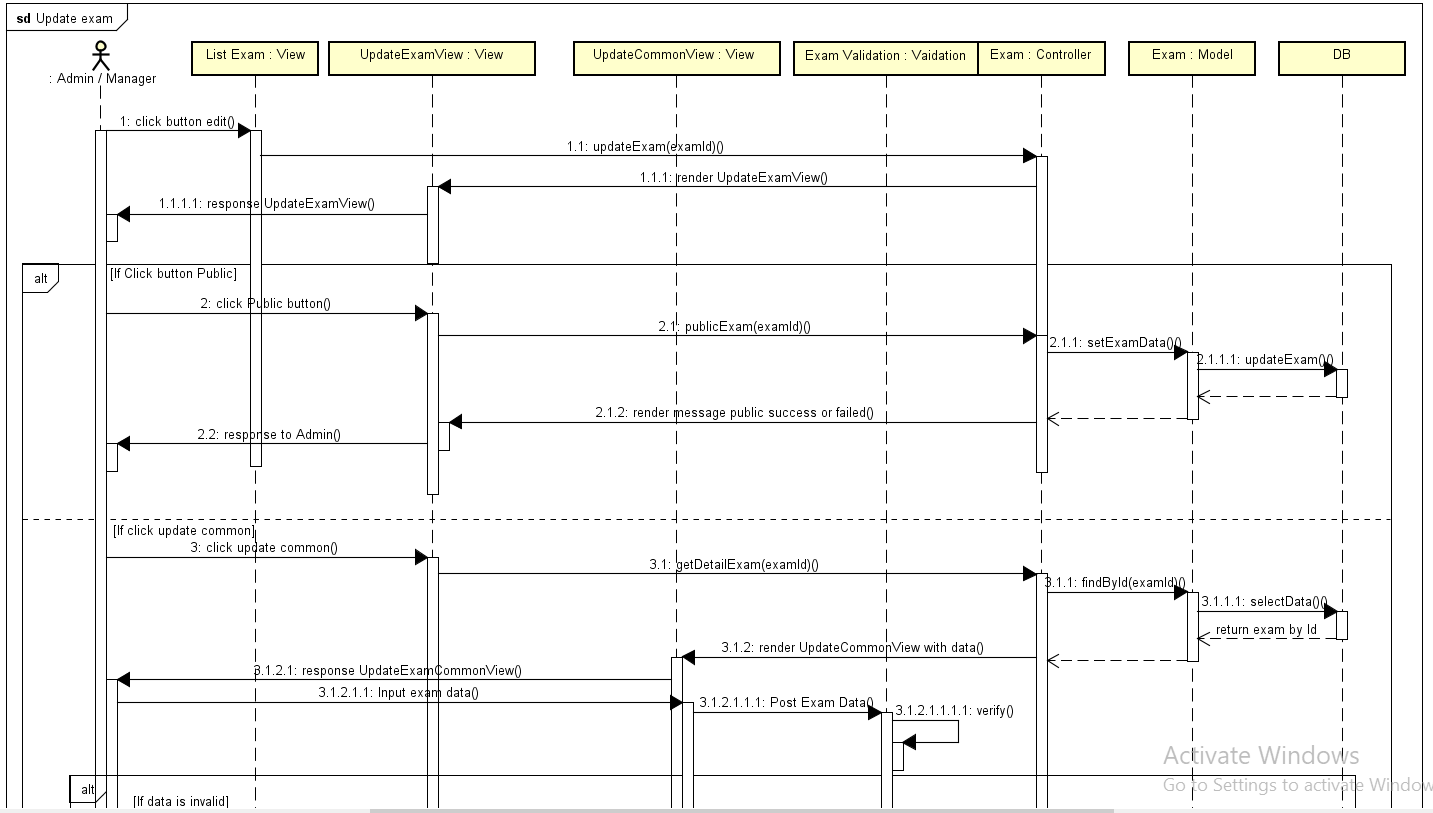 sd Update exam
: Admin / Manager
List Exam : View
UpdateExamView : View
UpdateCommonView : View
Exam Validation : Vaidation
Exam : Controller
Exam : Model
DB
1: click button edit()
1.1: updateExam(examId)()
1.1.1: render UpdateExamView()
1.1.1.1: response UpdateExamView()
alt
[If Click button Public]
2: click Public button()
2.1: publicExam(examId)()
2.1.1: setExamData()()
2.1.1.1: updateExam()()
2.1.2: render message public success or failed()
2.2: response to Admin()
[If click update common]
3: click update common()
3.1: getDetailExam(examId)()
3.1.1: findById(examId)()
3.1.1.1: selectData()()
return exam by Id
3.1.2: render UpdateCommonView with data()
3.1.2.1: response UpdateExamCommonView()
3.1.2.1.1: Input exam data()
3.1.2.1.1.1: Post Exam Data()
3.1.2.1.1.1.1: verify()
Activate Windows
Go to Settings to activate Window
alt
[If data is invalid]